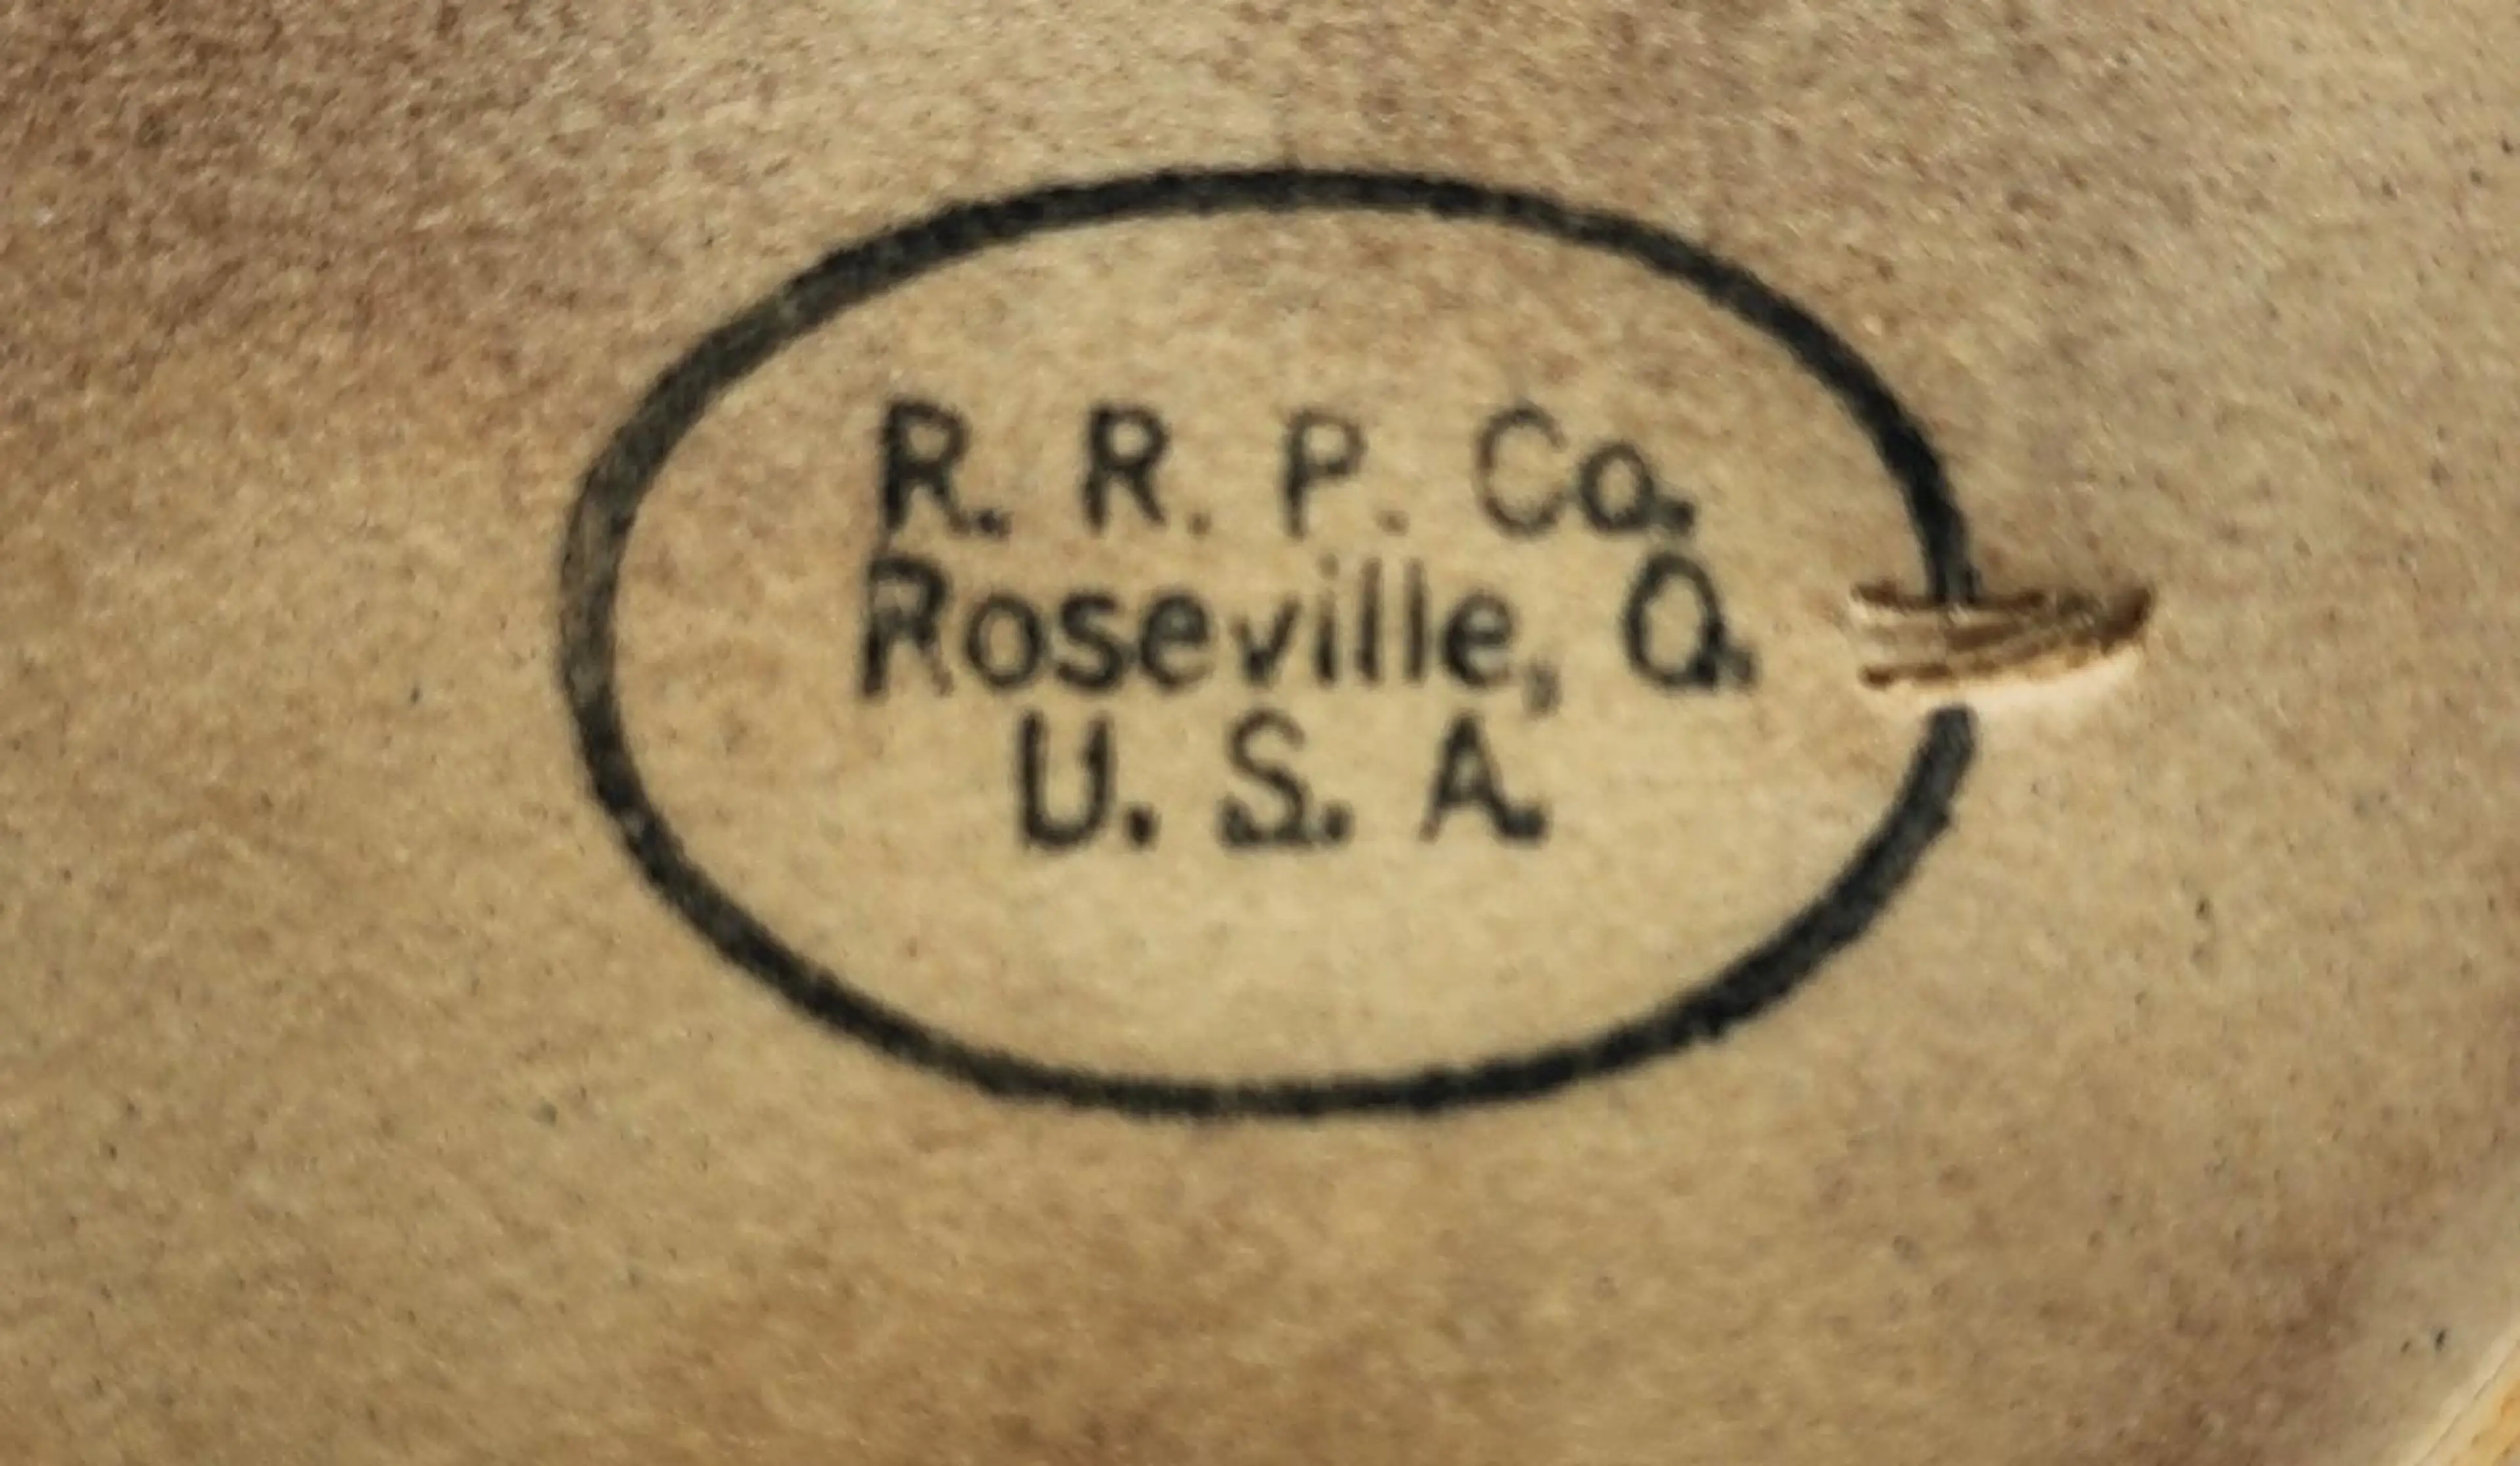 R. R. P. Co.
Roseville, O.
U. S. A.